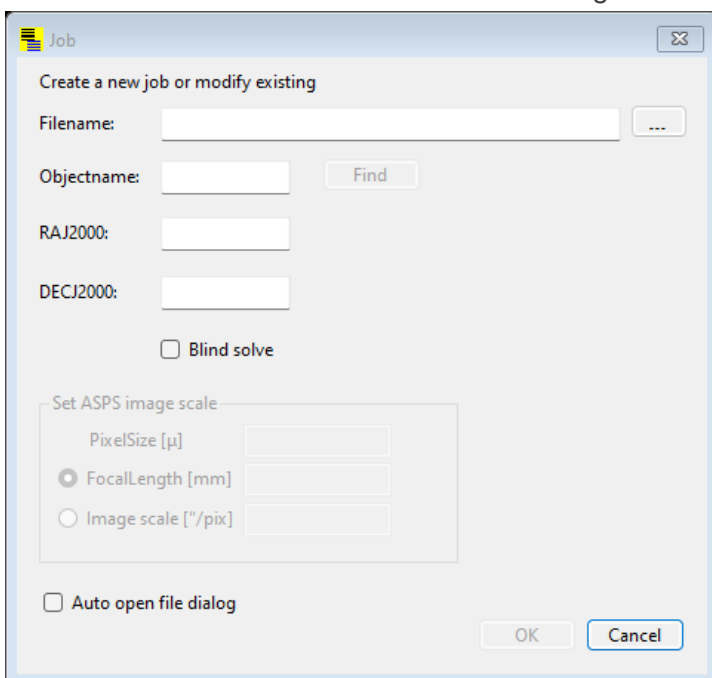 Job
Create a new job or modify existing
Filename:
...
Objectname:
Find
RAJ2000:
DECJ2000:
Blind solve
Set ASPS image scale
PixelSize [µ]
FocalLength [mm]
Image scale ["/pix]
Auto open file dialog
OK Cancel